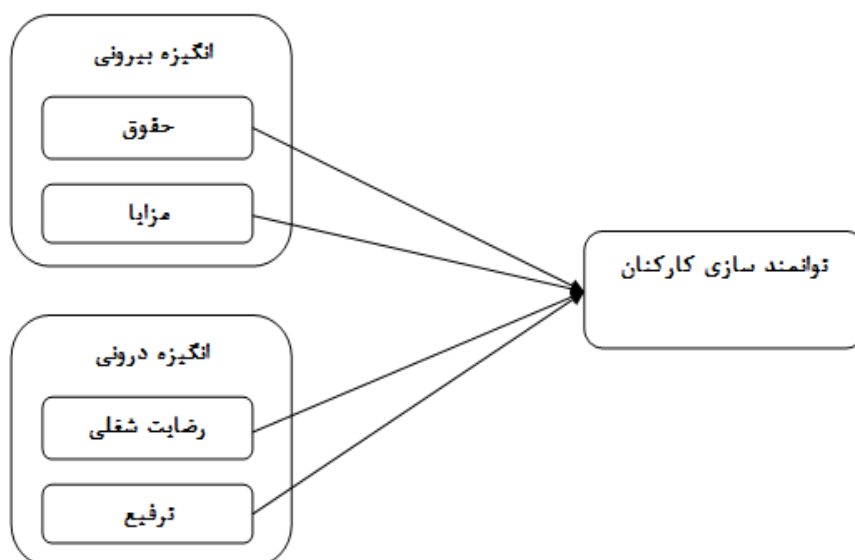 انگیزه بیرونی
حقوق
مزایا
توانمند سازی کارکنان
انگیزه درونی
رضایت شغلی
ترفیع